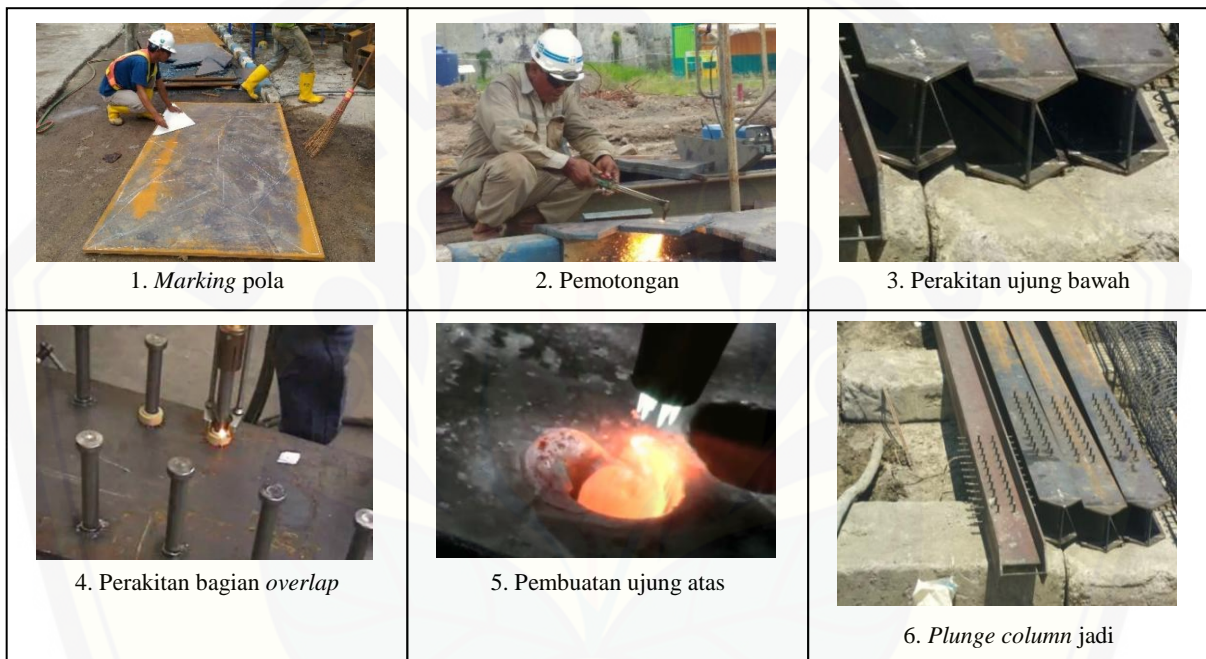 1. Marking pola
2. Pemotongan
3. Perakitan ujung bawah
4. Perakitan bagian overlap
5. Pembuatan ujung atas
6. Plunge column jadi